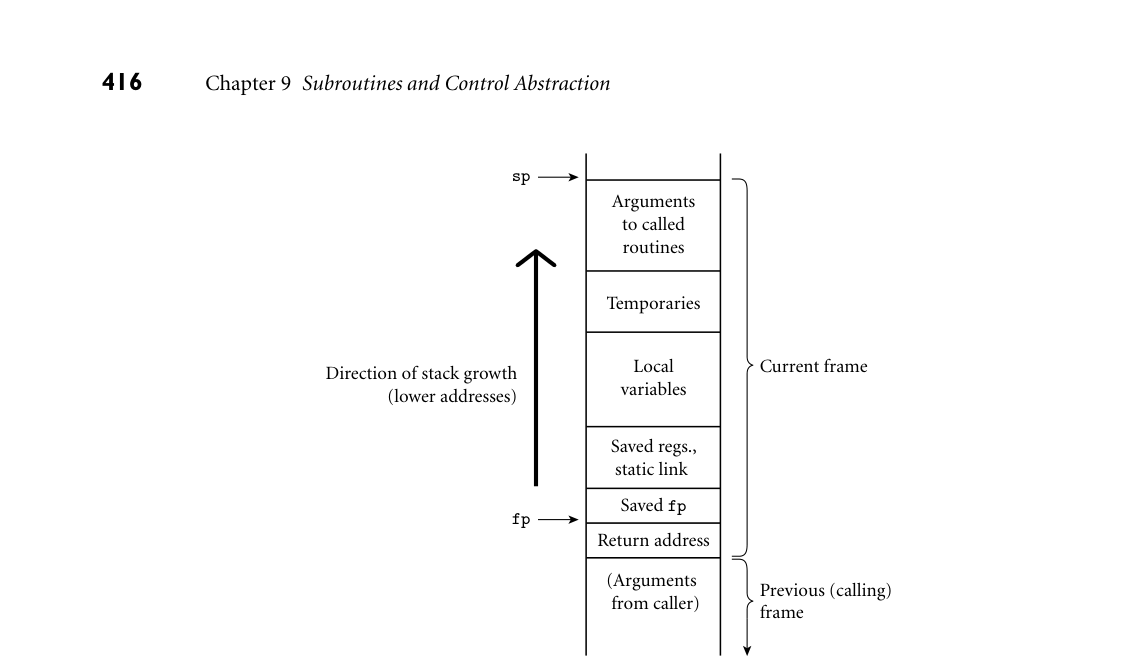 416 Chapter 9 Subroutines and Control Abstraction
sp
Arguments
to called
routines
Temporaries
Direction of stack growth
(lower addresses)
Local
variables
Current frame
Saved regs.,
static link
Saved fp
fp
Return address
(Arguments
from caller)
Previous (calling)
frame